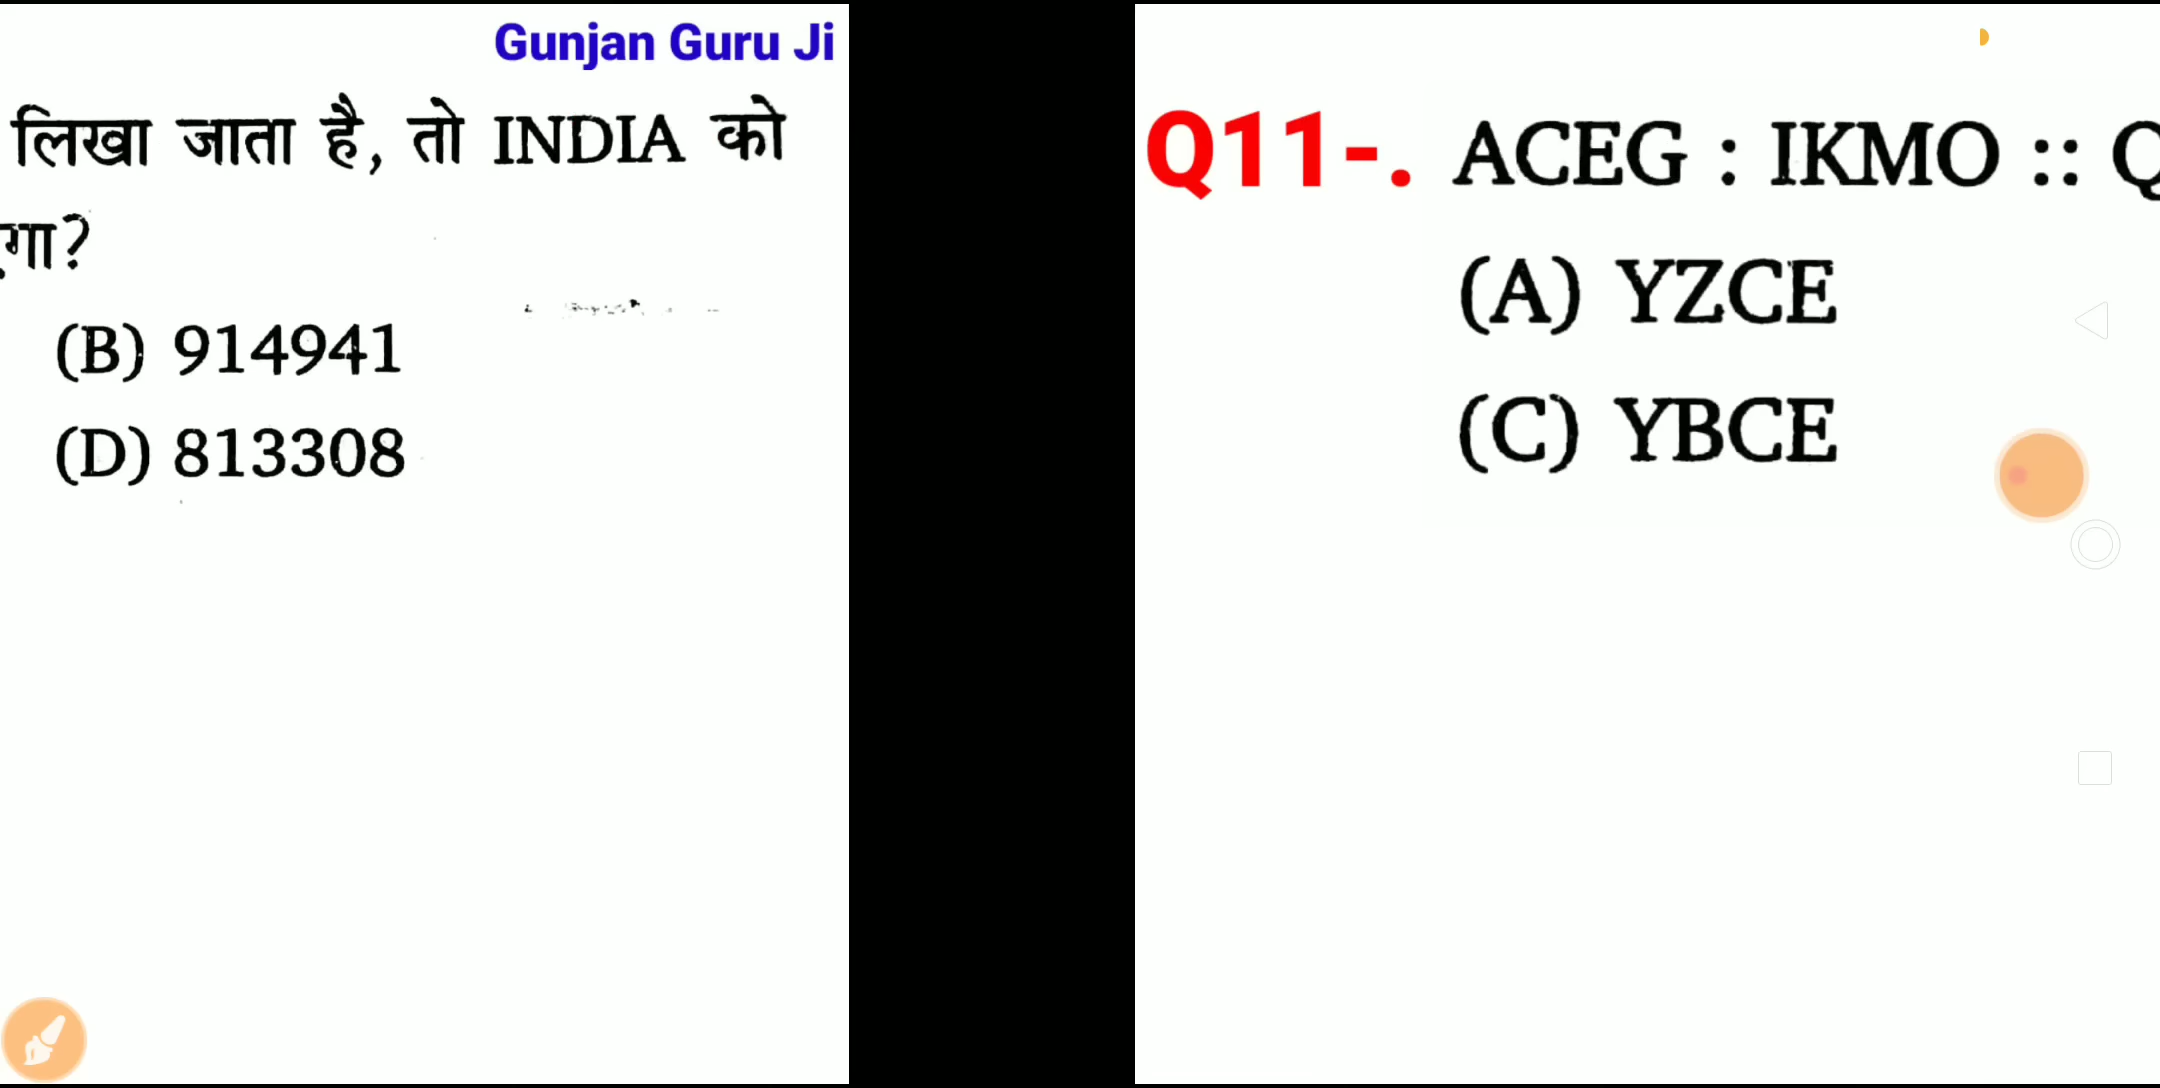 Gunjan Guru Ji
लिखा जाता है, तो INDIA को
गा?
(B) 914941
(D) 813308
Q11-. ACEG : IKMO :: Q
(A) YZCE
(C) YBCE